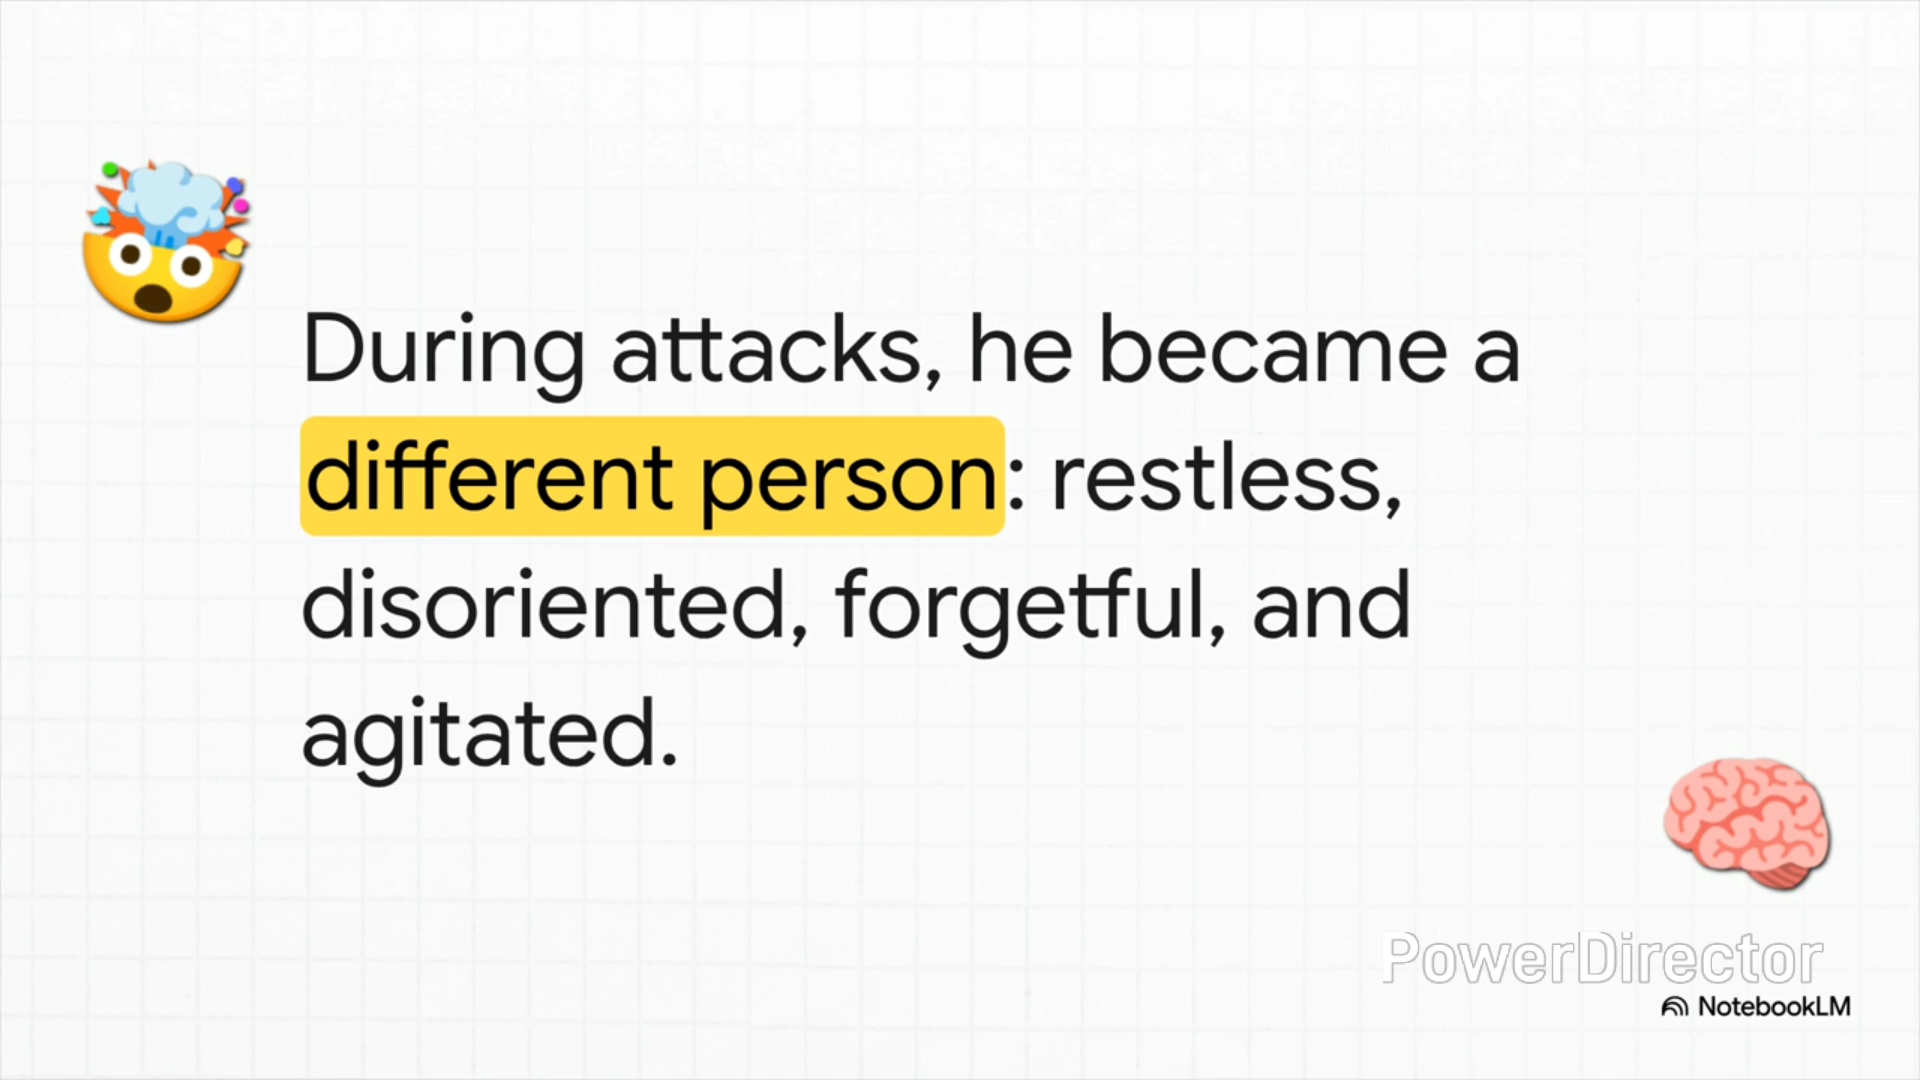 During attacks, he became a
different person: restless,
disoriented, forgetful, and
agitated.
PowerDirector
NotebookLM